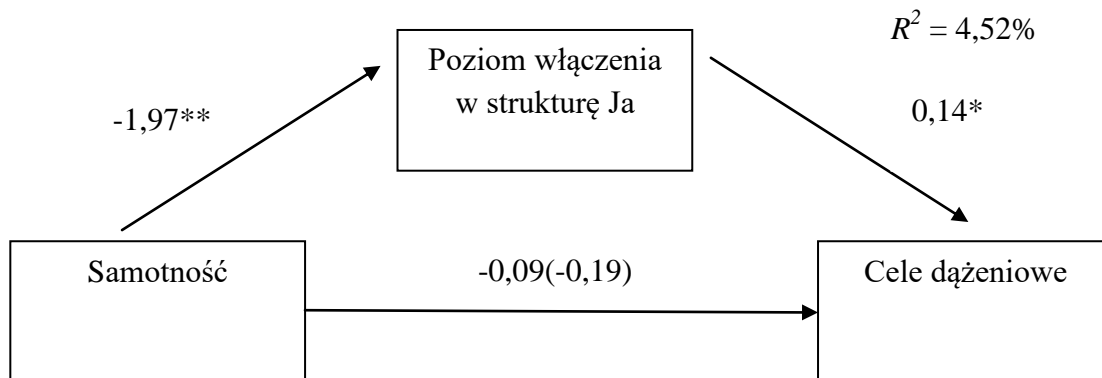 R² = 4,52%
Poziom włączenia
w strukturę Ja
-1,97**
0,14*
Samotność
-0,09(-0,19)
Cele dążeniowe